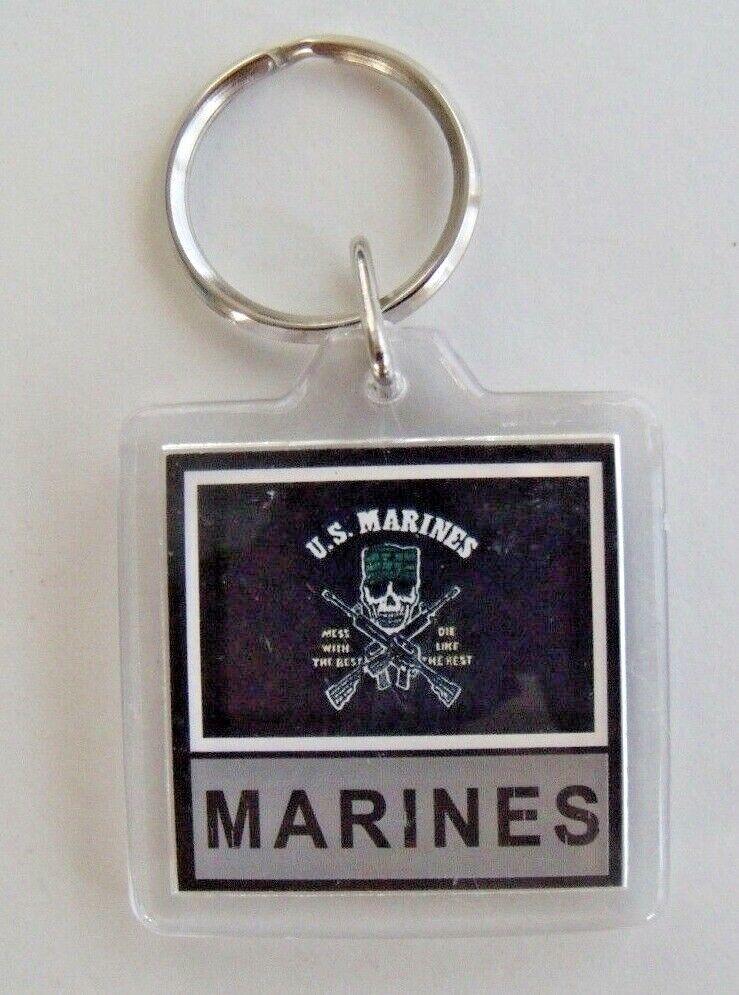 U.S. MARINES
MESS
WITH
THE BEST
DIE
LIKE
THE REST
MARINES